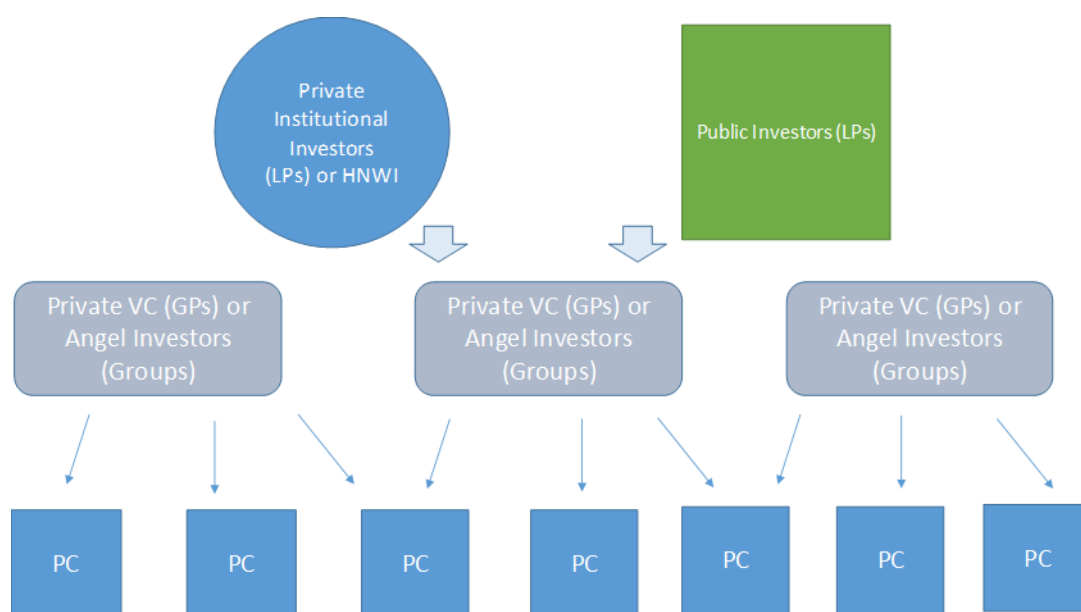 Private
Institutional
Investors
(LPs) or HNWI
Public Investors (LPs)
Private VC (GPs) or
Angel Investors
(Groups)
Private VC (GPs) or
Angel Investors
(Groups)
Private VC (GPs) or
Angel Investors
(Groups)
PC
PC
PC
PC
PC
PC
PC